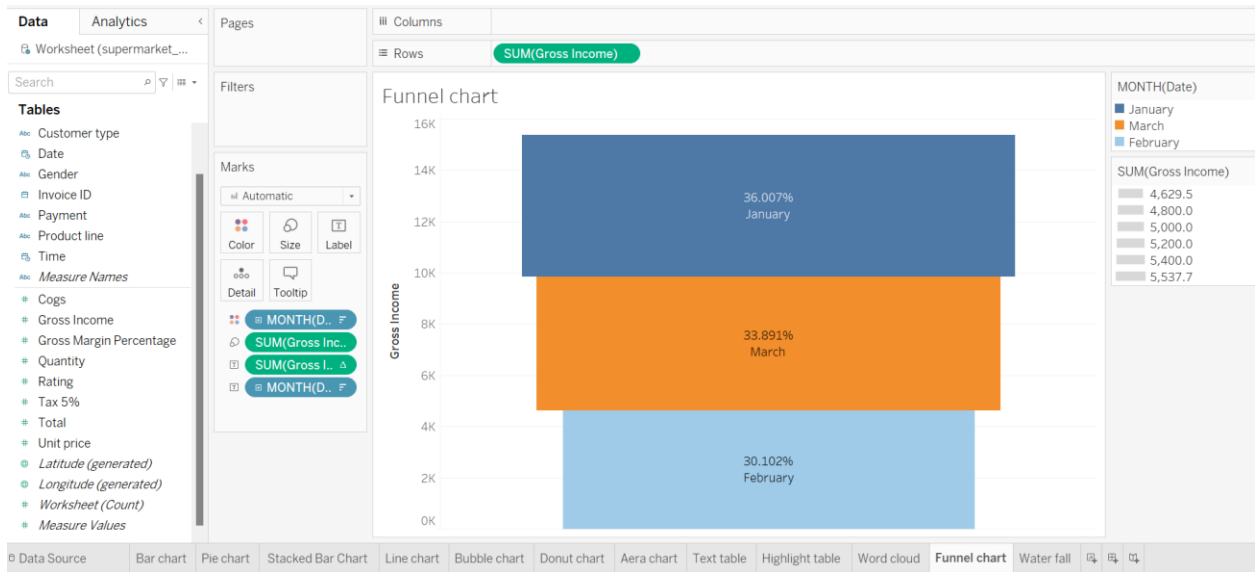 Data
Analytics
Worksheet (supermarket_...
Search
Tables
Abc Customer type
Date
Abc Gender
Invoice ID
Abc Payment
Abc Product line
Time
Abc Measure Names
# Cogs
# Gross Income
# Gross Margin Percentage
# Quantity
# Rating
# Tax 5%
# Total
# Unit price
Latitude (generated)
Longitude (generated)
# Worksheet (Count)
# Measure Values
Pages
Filters
Marks
Automatic
Color Size Label
Detail Tooltip
MONTH(D..
SUM(Gross Inc..
SUM(Gross I.. Δ
MONTH(D..
Columns
Rows
SUM(Gross Income)
Funnel chart
Gross Income
16K
14K
12K
10K
8K
6K
4K
2K
0K
36.007%
January
33.891%
March
30.102%
February
MONTH(Date)
January
March
February
SUM(Gross Income)
4,629.5
4,800.0
5,000.0
5,200.0
5,400.0
5,537.7
Data Source Bar chart Pie chart Stacked Bar Chart Line chart Bubble chart Donut chart Aera chart Text table Highlight table Word cloud Funnel chart Water fall